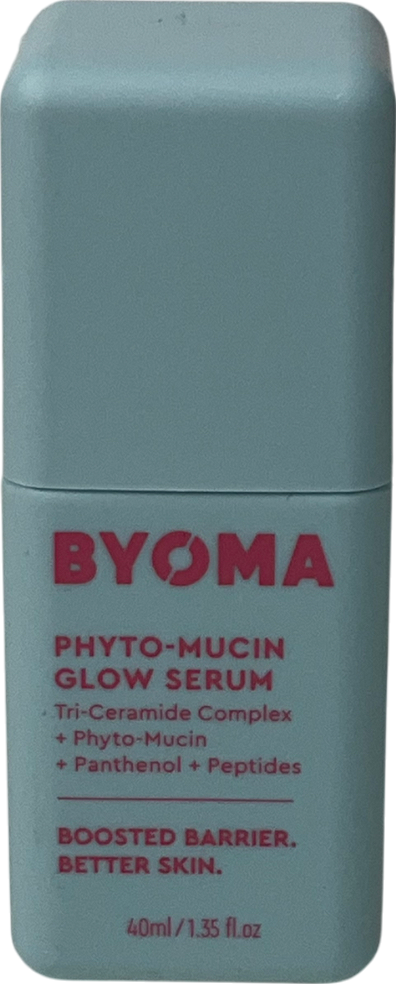 BYOMA
PHYTO-MUCIN
GLOW SERUM
Tri-Ceramide Complex
+ Phyto-Mucin
+ Panthenol + Peptides
BOOSTED BARRIER.
BETTER SKIN.
40ml/1.35 fl.oz